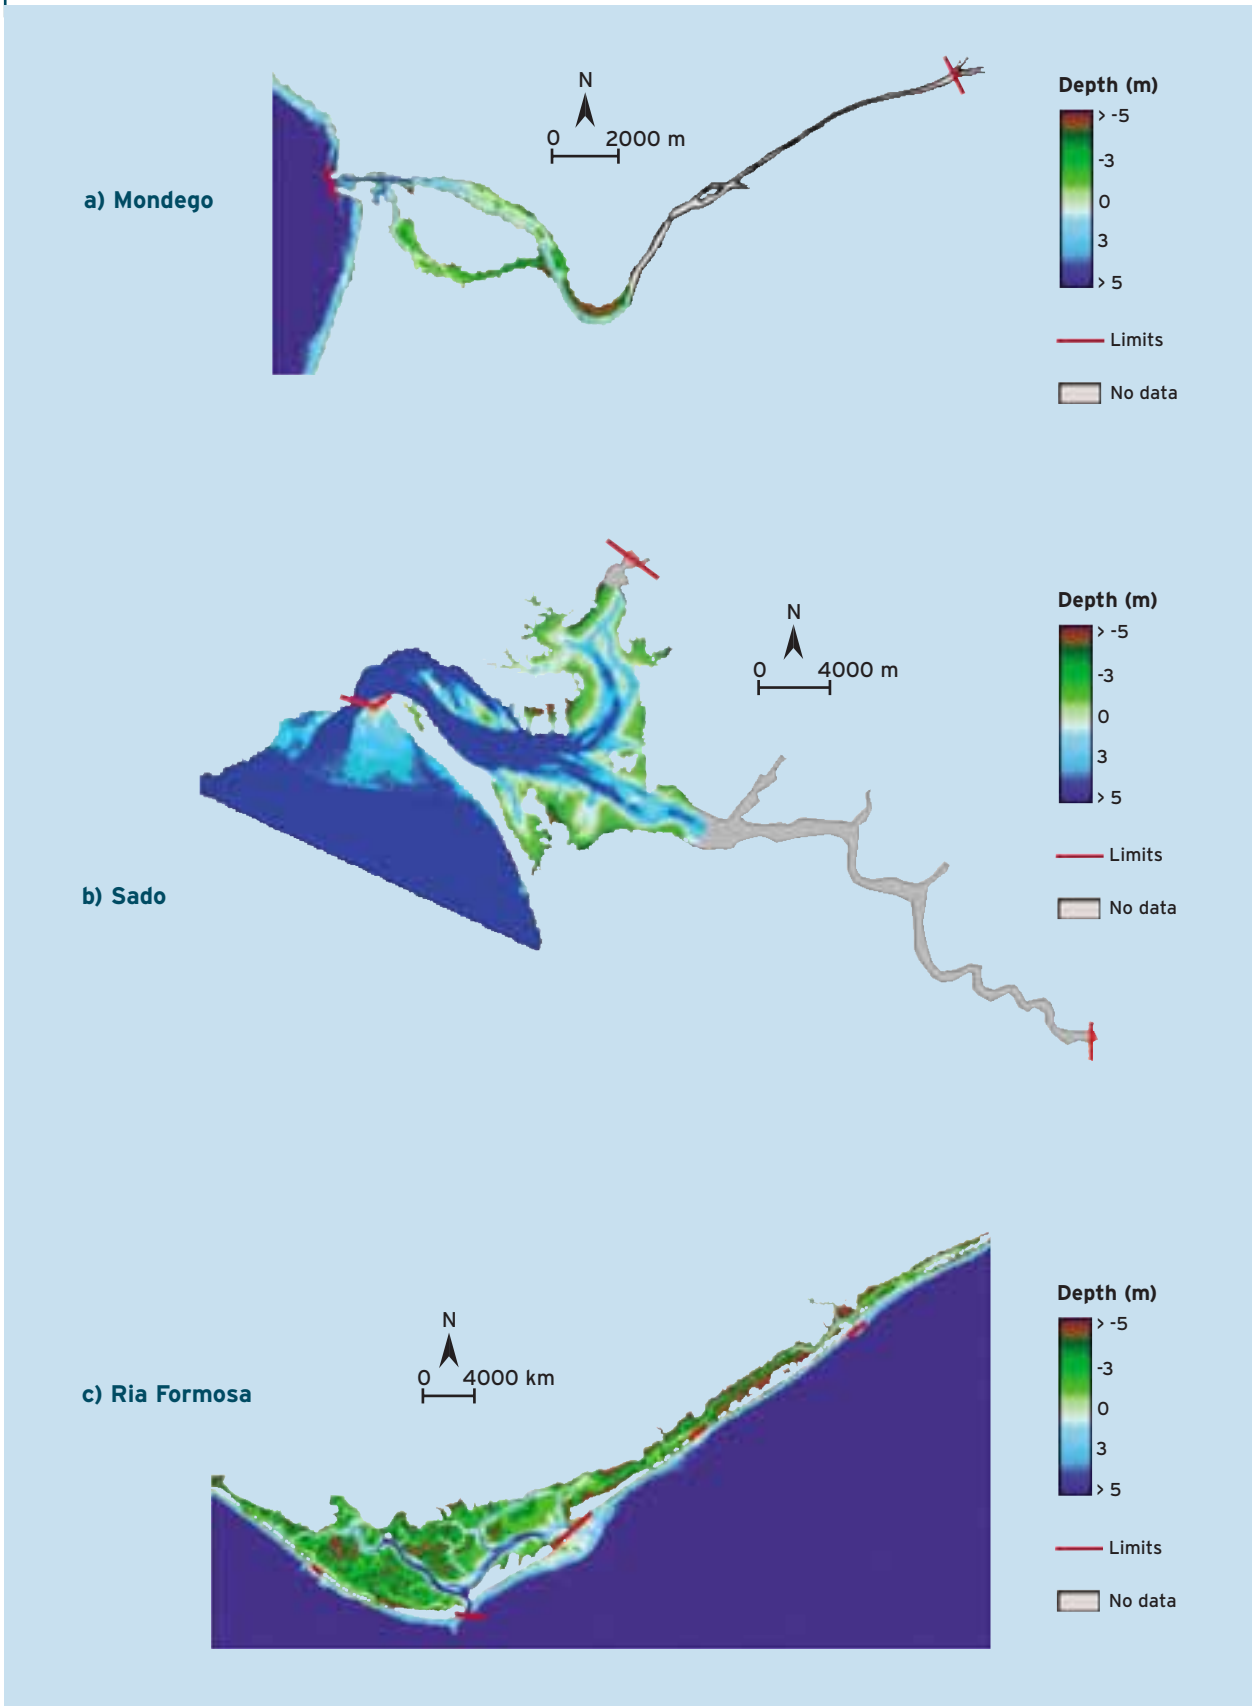 N
0 2000 m
a) Mondego
Depth (m)
> -5
-3
0
3
> 5
Limits
No data
N
0 4000 m
b) Sado
Depth (m)
> -5
-3
0
3
> 5
Limits
No data
N
0 4000 km
c) Ria Formosa
Depth (m)
> -5
-3
0
3
> 5
Limits
No data